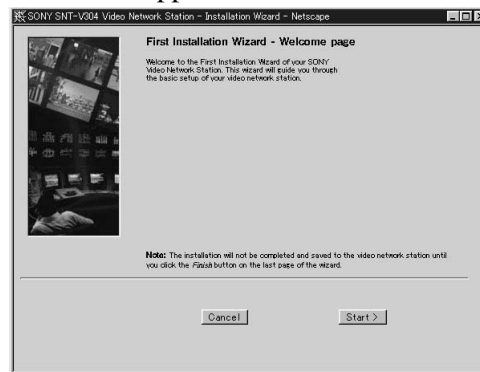 SONY SNT-V304 Video Network Station - Installation Wizard - Netscape
First Installation Wizard - Welcome page
Welcome to the First Installation Wizard of your SONY
Video Network Station. This wizard will guide you through
the basic setup of your video network station.
Note: The installation will not be completed and saved to the video network station until
you click the Finish button on the last page of the wizard.
Cancel
Start >